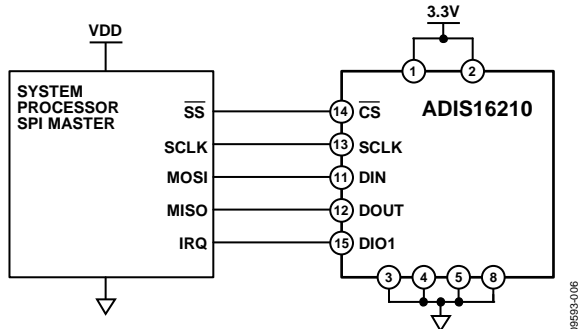 VDD
3.3V
1
2
SYSTEM
PROCESSOR
SPI MASTER
ADIS16210
SS
14
CS
SCLK
13
SCLK
MOSI
11
DIN
MISO
12
DOUT
IRQ
15
DIO1
3
4
5
8
09593-006